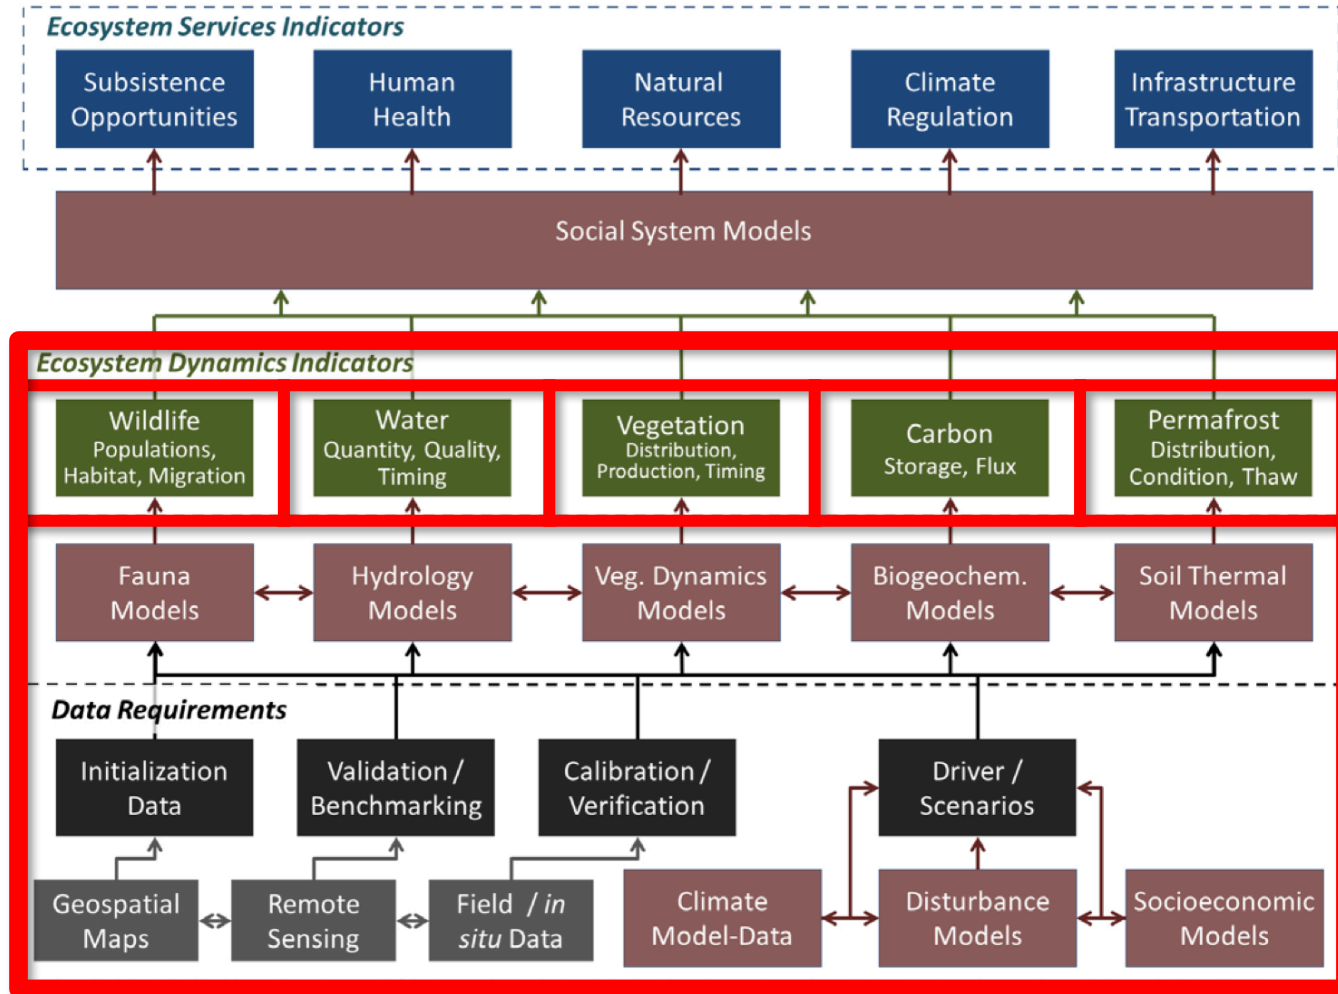 Ecosystem Services Indicators
Subsistence
Opportunities
Human
Health
Natural
Resources
Climate
Regulation
Infrastructure
Transportation
Social System Models
Ecosystem Dynamics Indicators
Wildlife
Populations,
Habitat, Migration
Water
Quantity, Quality,
Timing
Vegetation
Distribution,
Production, Timing
Carbon
Storage, Flux
Permafrost
Distribution,
Condition, Thaw
Fauna
Models
Hydrology
Models
Veg. Dynamics
Models
Biogeochem.
Models
Soil Thermal
Models
Data Requirements
Initialization
Data
Validation /
Benchmarking
Calibration /
Verification
Driver /
Scenarios
Geospatial
Maps
Remote
Sensing
Field / in
situ Data
Climate
Model-Data
Disturbance
Models
Socioeconomic
Models